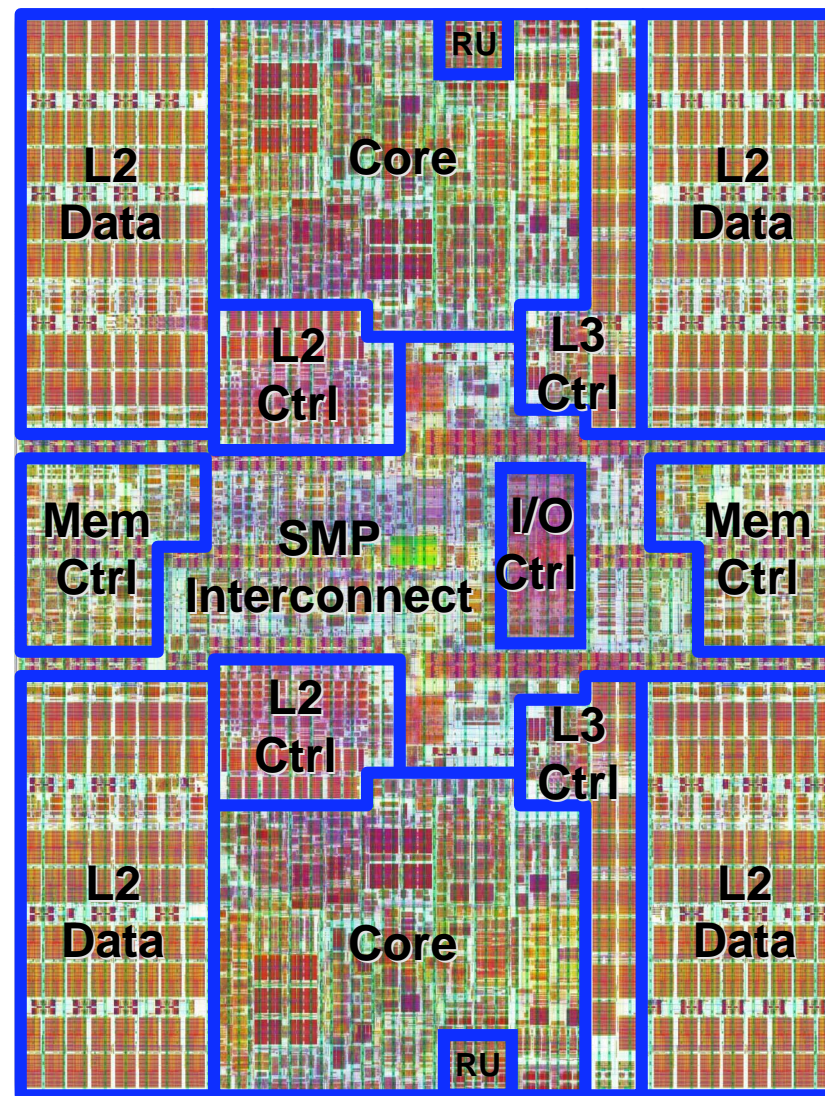 RU
L2
Data
Core
L2
Data
L2
Ctrl
L3
Ctrl
Mem
Ctrl
SMP
Interconnect
I/O
Ctrl
Mem
Ctrl
L2
Ctrl
L3
Ctrl
L2
Data
Core
L2
Data
RU